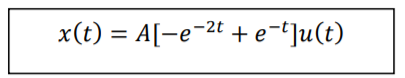 x(t) = A[−e^{−2t} + e^{−t}]u(t)